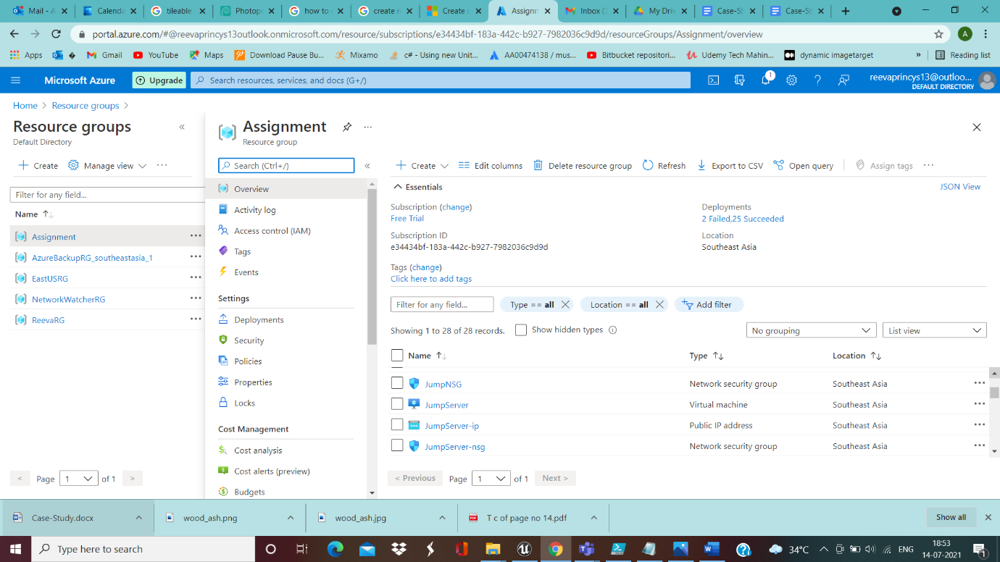 Mail - A
Calenda
tileable
Photop
how to
create n
Create c
Assignm
Inbox (7
My Driv
Case-St
Case-St
portal.azure.com/#@reevaprincys13outlook.onmicrosoft.com/resource/subscriptions/e34434bf-183a-442c-b927-7982036c9d9d/resourceGroups/Assignment/overview
A
Apps
Gmail
YouTube
Maps
Download Pause Bu...
Mixamo
c# - Using new Unit...
AA00474138 / mus...
Bitbucket repositori...
Udemy Tech Mahin...
dynamic imagetarget
»
Reading list
Microsoft Azure
Upgrade
Search resources, services, and docs (G+/)
1
reevaprincys13@outloo...
DEFAULT DIRECTORY
Home > Resource groups >
Resource groups
Default Directory
Create
Manage view
Filter for any field...
Name
Assignment
AzureBackupRG_southeastasia_1
EastUSRG
NetworkWatcherRG
ReevaRG
< Page 1 of 1 >
Assignment
Resource group
Search (Ctrl+/)
Overview
Activity log
Access control (IAM)
Tags
Events
Settings
Deployments
Security
Policies
Properties
Locks
Cost Management
Cost analysis
Cost alerts (preview)
Budgets
Create
Edit columns
Delete resource group
Refresh
Export to CSV
Open query
Assign tags
Essentials
JSON View
Subscription (change)
Free Trial
Subscription ID
e34434bf-183a-442c-b927-7982036c9d9d
Tags (change)
Click here to add tags
Deployments
2 Failed,25 Succeeded
Location
Southeast Asia
Filter for any field...
Type == all
Location == all
Add filter
Showing 1 to 28 of 28 records.
Show hidden types
No grouping
List view
Name Type Location
JumpNSG Network security group Southeast Asia
JumpServer Virtual machine Southeast Asia
JumpServer-ip Public IP address Southeast Asia
JumpServer-nsg Network security group Southeast Asia
< Previous Page 1 of 1 Next >
Case-Study.docx
wood_ash.png
wood_ash.jpg
T c of page no 14.pdf
Show all
Type here to search
34°C
ENG
18:53
14-07-2021
1